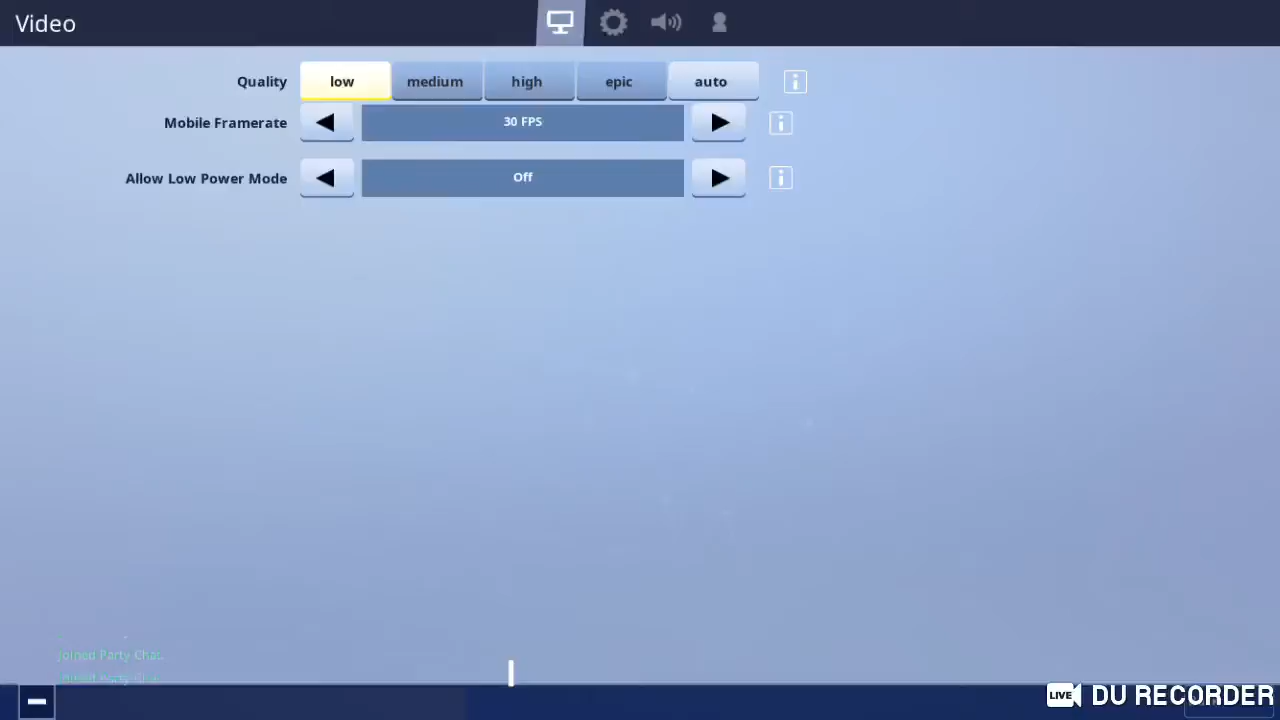 Video
Quality low medium high epic auto
Mobile Framerate 30 FPS
Allow Low Power Mode Off
Joined Party Chat.
LIVE DU RECORDER